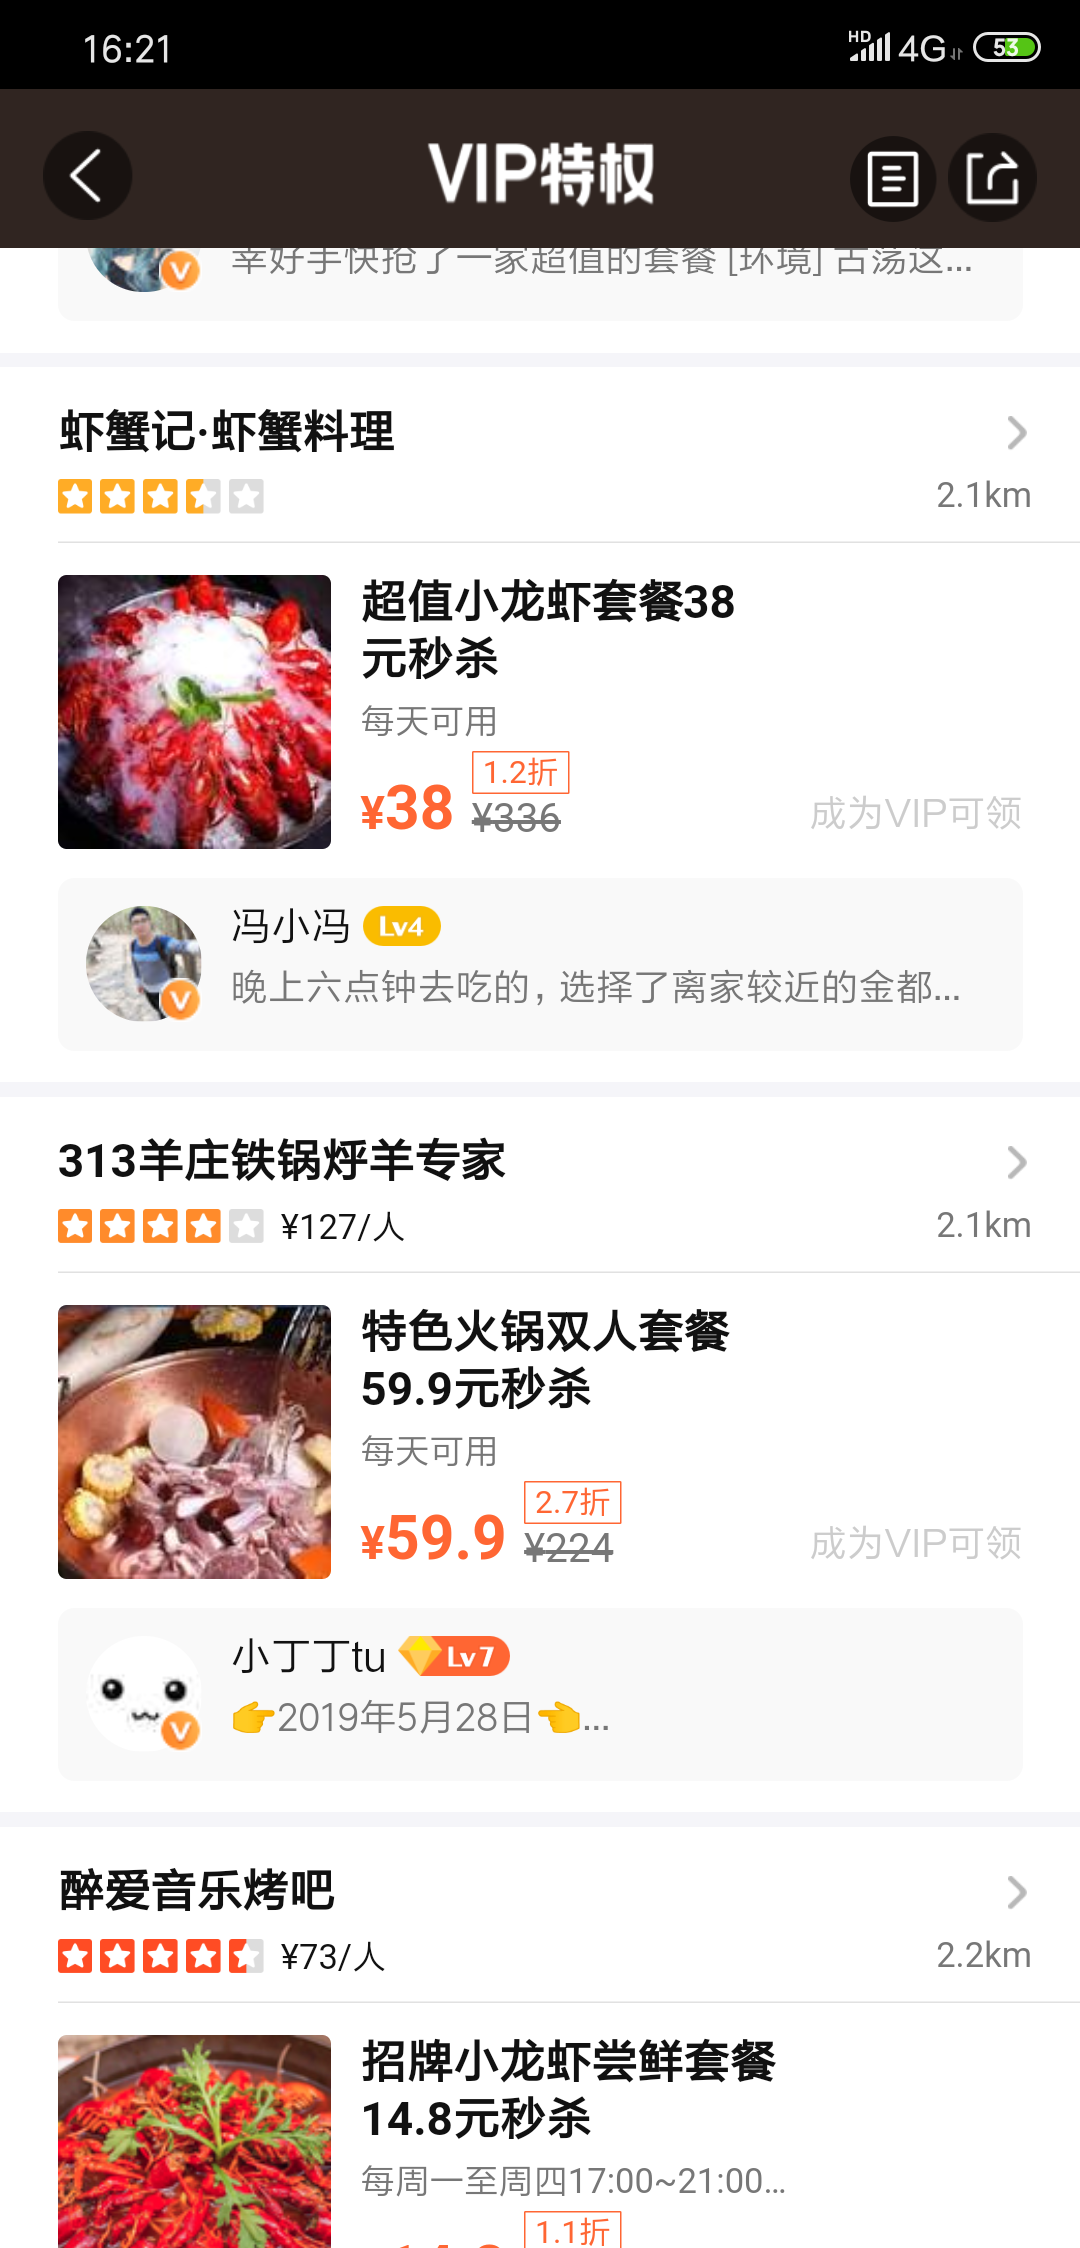 16:21
HD 4G 53
VIP特权
幸好手快抢了一家超值的套餐 [环境] 古荡这...
虾蟹记·虾蟹料理
2.1km
超值小龙虾套餐38
元秒杀
每天可用
1.2折
¥38 ¥336
成为VIP可领
冯小冯 Lv4
晚上六点钟去吃的，选择了离家较近的金都...
313羊庄铁锅烀羊专家
¥127/人
2.1km
特色火锅双人套餐
59.9元秒杀
每天可用
2.7折
¥59.9 ¥224
成为VIP可领
小丁丁tu Lv7
👉2019年5月28日👈...
醉爱音乐烤吧
¥73/人
2.2km
招牌小龙虾尝鲜套餐
14.8元秒杀
每周一至周四17:00~21:00...
1.1折